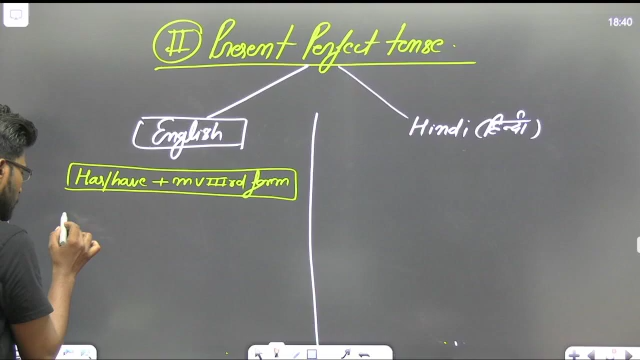 18:40
II Present Perfect tense.
English
Hindi (हिन्दी)
Has/have + mv IIIrd form